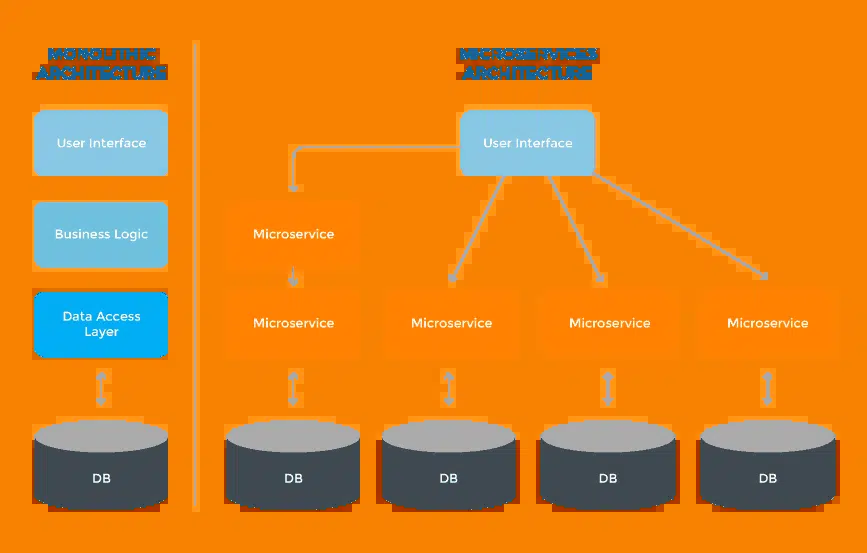 MONOLITHIC
ARCHITECTURE
MICROSERVICES
ARCHITECTURE
User Interface
User Interface
Business Logic
Microservice
Data Access
Layer
Microservice
Microservice
Microservice
Microservice
DB
DB
DB
DB
DB